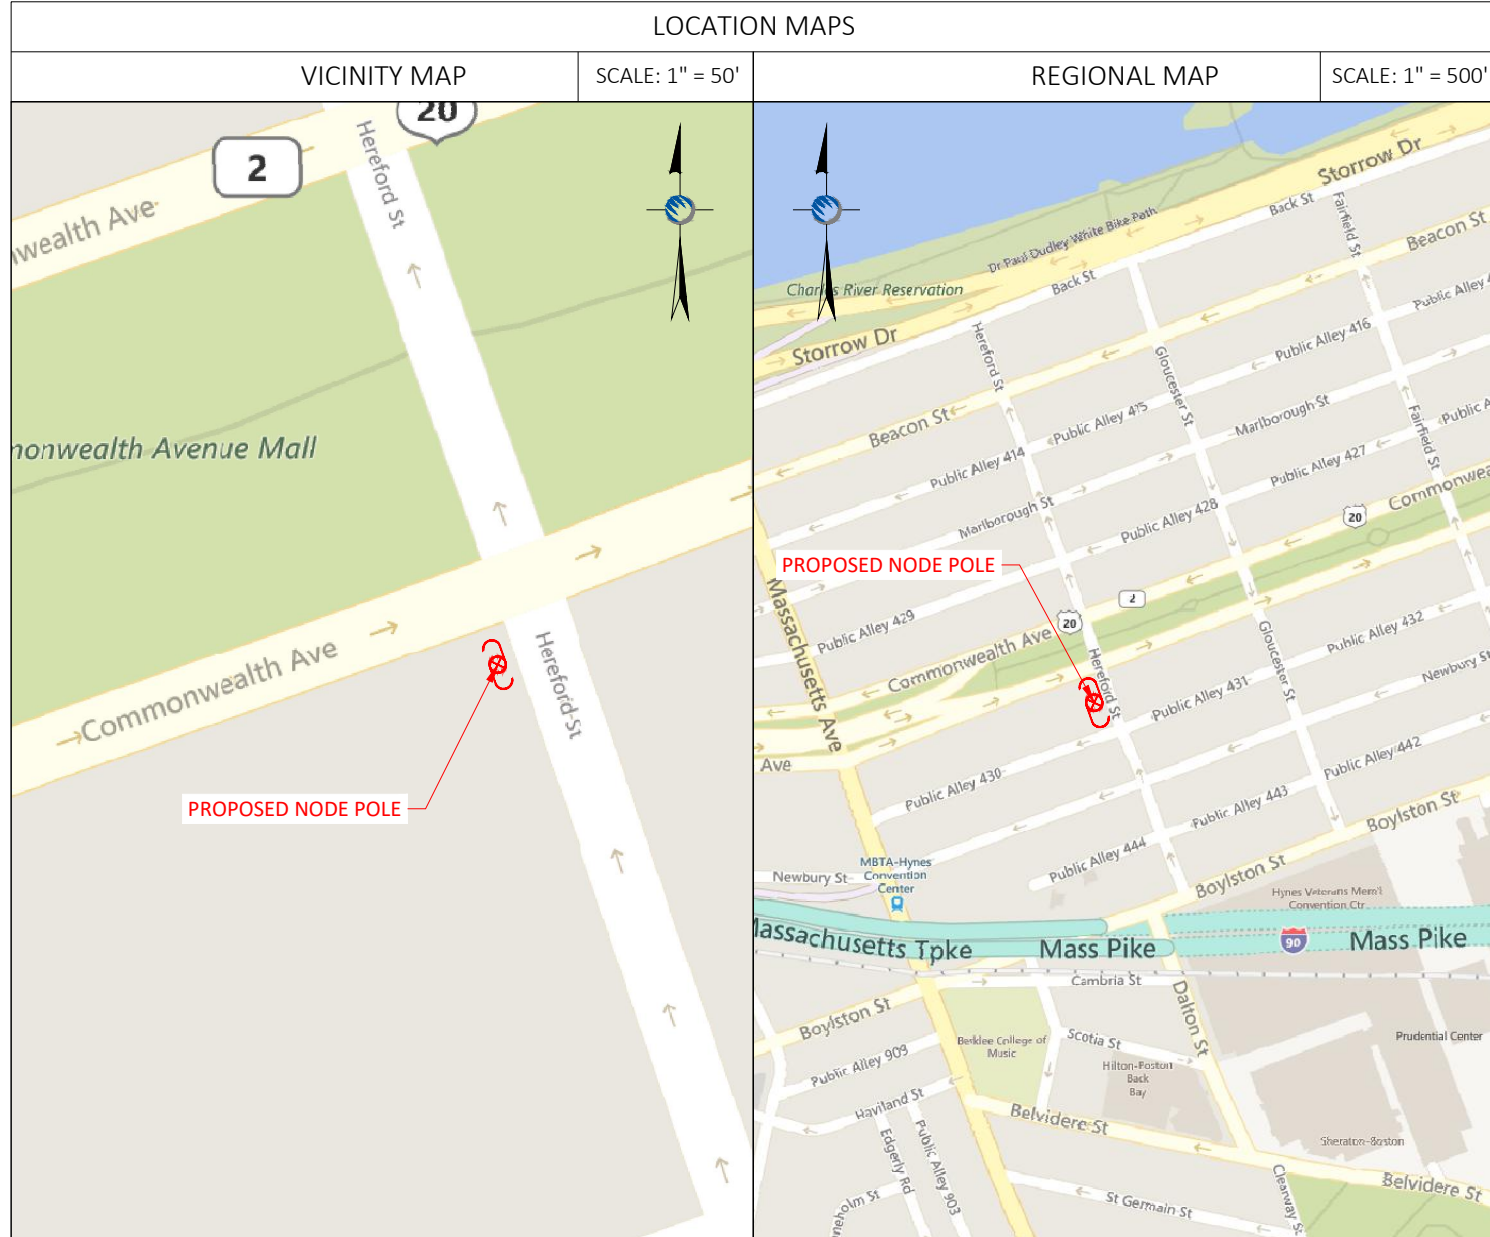 LOCATION MAPS
VICINITY MAP
SCALE: 1" = 50'
REGIONAL MAP
SCALE: 1" = 500'
20
2
Hereford St
nwealth Ave
nonwealth Avenue Mall
Commonwealth Ave
Hereford St
PROPOSED NODE POLE
Storrow Dr
Back St
Fairfield St
Beacon St
Dr Paul Dudley White Bike Path
Charles River Reservation
Back St
Public Alley 4
Storrow Dr
Hereford St
Gloucester St
Public Alley 416
Beacon St
Public Alley 415
Marlborough St
Fairfield St
Public A
Public Alley 414
Public Alley 427
Marlborough St
Public Alley 428
20
Commonwea
PROPOSED NODE POLE
Massachusetts Ave
2
20
Public Alley 429
Commonwealth Ave
Hereford St
Gloucester St
Public Alley 432
Newbury St
Public Alley 431
Ave
Public Alley 430
Public Alley 442
Public Alley 443
Boylston St
Public Alley 444
MBTA-Hynes
Convention
Center
Newbury St
Boylston St
Hynes Veterans Mem'l
Convention Ctr
Massachusetts Tpke
Mass Pike
90
Mass Pike
Cambria St
Dalton St
Boylston St
Berklee College of
Music
Scotia St
Prudential Center
Public Alley 903
Hilton-Boston
Back
Bay
Haviland St
Belvidere St
Edgerly Rd
Public Alley 903
Sheraton-Boston
Clearway St
Belvidere St
St Germain St
neholm St